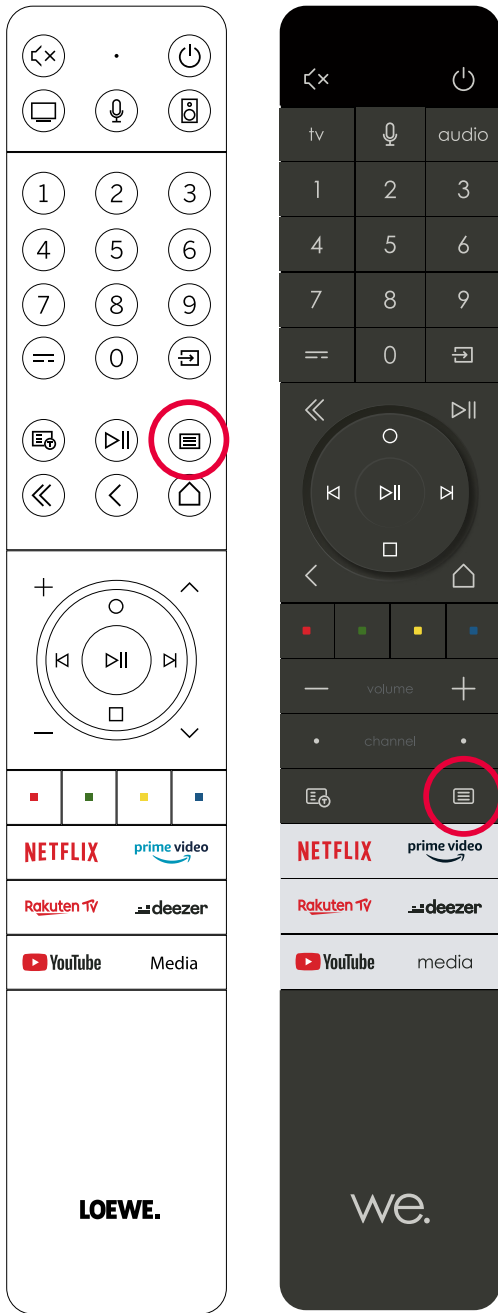 1 2 3
4 5 6
7 8 9
0
T
NETFLIX prime video
Rakuten TV deezer
YouTube Media
LOEWE.
tv audio
1 2 3
4 5 6
7 8 9
0
volume
channel
T
NETFLIX prime video
Rakuten TV deezer
YouTube media
we.